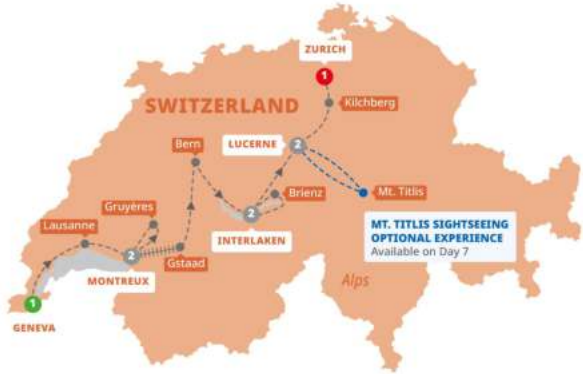 ZURICH
1
Kilchberg
SWITZERLAND
LUCERNE
2
Bern
Mt. Titlis
Brienz
Gruyères
2
INTERLAKEN
MT. TITLIS SIGHTSEEING
OPTIONAL EXPERIENCE
Available on Day 7
Lausanne
2
Gstaad
MONTREUX
Alps
1
GENEVA